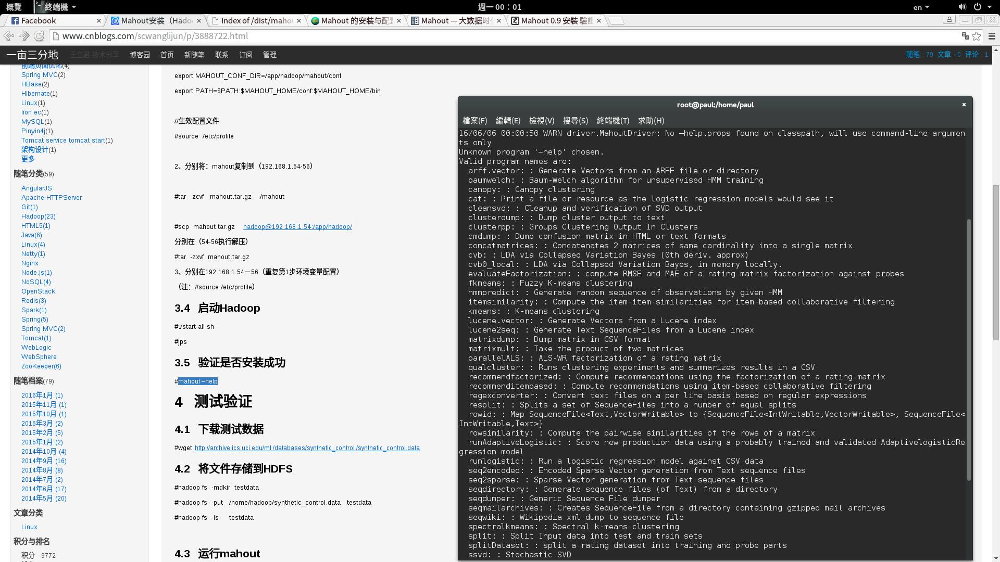 概覽
終端機
週一 00：01
en
Facebook
Mahout安装（Hado
Index of /dist/maho
Mahout 的安装与配置
Mahout — 大数据时代
Mahout 0.9 安裝 驗證
www.cnblogs.com/scwanglijun/p/3888722.html
一亩三分地
王立君-技术分享
博客园
首页
新随笔
联系
订阅
管理
随笔 - 79 文章 - 0 评论 - 1
前端页面优化(4)
Spring MVC(2)
HBase(2)
Hibernate(1)
Linux(1)
lion.ec(1)
MySQL(1)
Pinyin4j(1)
Tomcat service tomcat start(1)
架构设计(1)
更多
随笔分类(59)
AngularJS
Apache HTTPServer
Git(1)
Hadoop(23)
HTML5(1)
Java(6)
Linux(4)
Netty(1)
Nginx
Node.js(1)
NoSQL(4)
OpenStack
Redis(3)
Spark(1)
Spring(5)
Spring MVC(2)
Tomcat(1)
WebLogic
WebSphere
ZooKeeper(6)
随笔档案(79)
2016年1月 (1)
2015年11月 (1)
2015年10月 (1)
2015年3月 (2)
2015年2月 (5)
2015年1月 (2)
2014年10月 (4)
2014年9月 (16)
2014年8月 (8)
2014年7月 (2)
2014年6月 (17)
2014年5月 (20)
文章分类
Linux
积分与排名
积分 - 9772
export MAHOUT_CONF_DIR=/app/hadoop/mahout/conf
export PATH=$PATH:$MAHOUT_HOME/conf:$MAHOUT_HOME/bin
//生效配置文件
#source /etc/profile
2、分别将：mahout复制到（192.168.1.54-56）
#tar -zcvf mahout.tar.gz ./mahout
#scp mahout.tar.gz hadoop@192.168.1.54:/app/hadoop/
分别在（54-56执行解压）
#tar -zxvf mahout.tar.gz
3、分别在192.168.1.54—56（重复第1步环境变量配置）
（注：#source /etc/profile）
3.4 启动Hadoop
#./start-all.sh
#jps
3.5 验证是否安装成功
#mahout –help
4 测试验证
4.1 下载测试数据
#wget http://archive.ics.uci.edu/ml/databases/synthetic_control/synthetic_control.data
4.2 将文件存储到HDFS
#hadoop fs -mdkir testdata
#hadoop fs -put /home/hadoop/synthetic_control.data testdata
#hadoop fs -ls testdata
4.3 运行mahout
root@paul:/home/paul
檔案(F) 編輯(E) 檢視(V) 搜尋(S) 終端機(T) 求助(H)
16/06/06 00:00:50 WARN driver.MahoutDriver: No –help.props found on classpath, will use command-line argumen
ts only
Unknown program '–help' chosen.
Valid program names are:
arff.vector: : Generate Vectors from an ARFF file or directory
baumwelch: : Baum-Welch algorithm for unsupervised HMM training
canopy: : Canopy clustering
cat: : Print a file or resource as the logistic regression models would see it
cleansvd: : Cleanup and verification of SVD output
clusterdump: : Dump cluster output to text
clusterpp: : Groups Clustering Output In Clusters
cmdump: : Dump confusion matrix in HTML or text formats
concatmatrices: : Concatenates 2 matrices of same cardinality into a single matrix
cvb: : LDA via Collapsed Variation Bayes (0th deriv. approx)
cvb0_local: : LDA via Collapsed Variation Bayes, in memory locally.
evaluateFactorization: : compute RMSE and MAE of a rating matrix factorization against probes
fkmeans: : Fuzzy K-means clustering
hmmpredict: : Generate random sequence of observations by given HMM
itemsimilarity: : Compute the item-item-similarities for item-based collaborative filtering
kmeans: : K-means clustering
lucene.vector: : Generate Vectors from a Lucene index
lucene2seq: : Generate Text SequenceFiles from a Lucene index
matrixdump: : Dump matrix in CSV format
matrixmult: : Take the product of two matrices
parallelALS: : ALS-WR factorization of a rating matrix
qualcluster: : Runs clustering experiments and summarizes results in a CSV
recommendfactorized: : Compute recommendations using the factorization of a rating matrix
recommenditembased: : Compute recommendations using item-based collaborative filtering
regexconverter: : Convert text files on a per line basis based on regular expressions
resplit: : Splits a set of SequenceFiles into a number of equal splits
rowid: : Map SequenceFile<Text,VectorWritable> to {SequenceFile<IntWritable,VectorWritable>, SequenceFile<
IntWritable,Text>}
rowsimilarity: : Compute the pairwise similarities of the rows of a matrix
runAdaptiveLogistic: : Score new production data using a probably trained and validated AdaptivelogisticRe
gression model
runlogistic: : Run a logistic regression model against CSV data
seq2encoded: : Encoded Sparse Vector generation from Text sequence files
seq2sparse: : Sparse Vector generation from Text sequence files
seqdirectory: : Generate sequence files (of Text) from a directory
seqdumper: : Generic Sequence File dumper
seqmailarchives: : Creates SequenceFile from a directory containing gzipped mail archives
seqwiki: : Wikipedia xml dump to sequence file
spectralkmeans: : Spectral k-means clustering
split: : Split Input data into test and train sets
splitDataset: : split a rating dataset into training and probe parts
ssvd: : Stochastic SVD